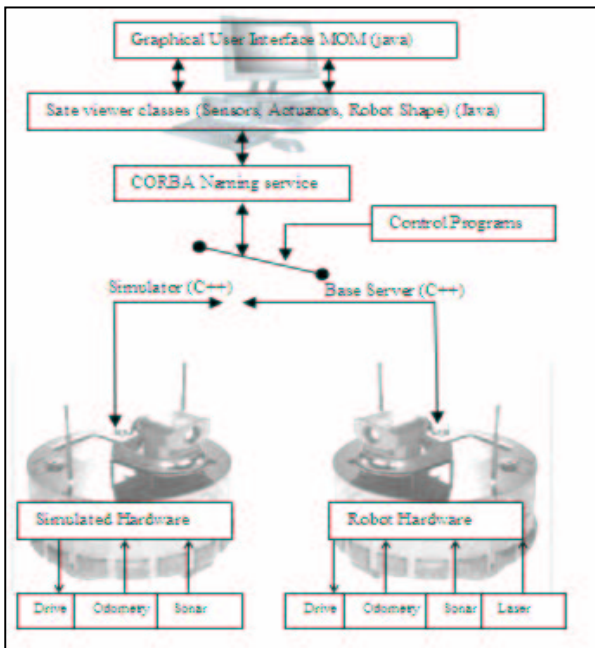 Graphical User Interface MOM (java)
Sate viewer classes (Sensors, Actuators, Robot Shape) (Java)
CORBA Naming service
Control Programs
Simulator (C++)
Base Server (C++)
Simulated Hardware
Robot Hardware
Drive Odometry Sonar
Drive Odometry Sonar Laser